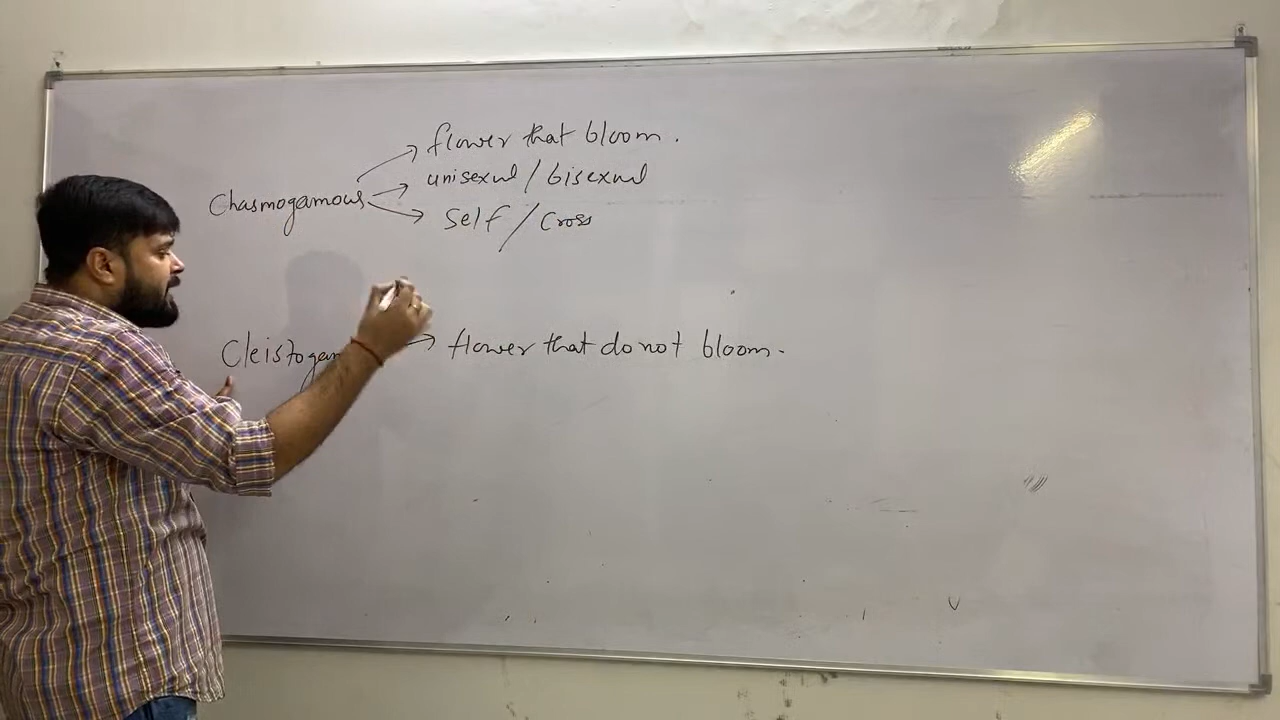 flower that bloom.
Chasmogamous
unisexul / bisexul
Self / Cross
flower that do not bloom.